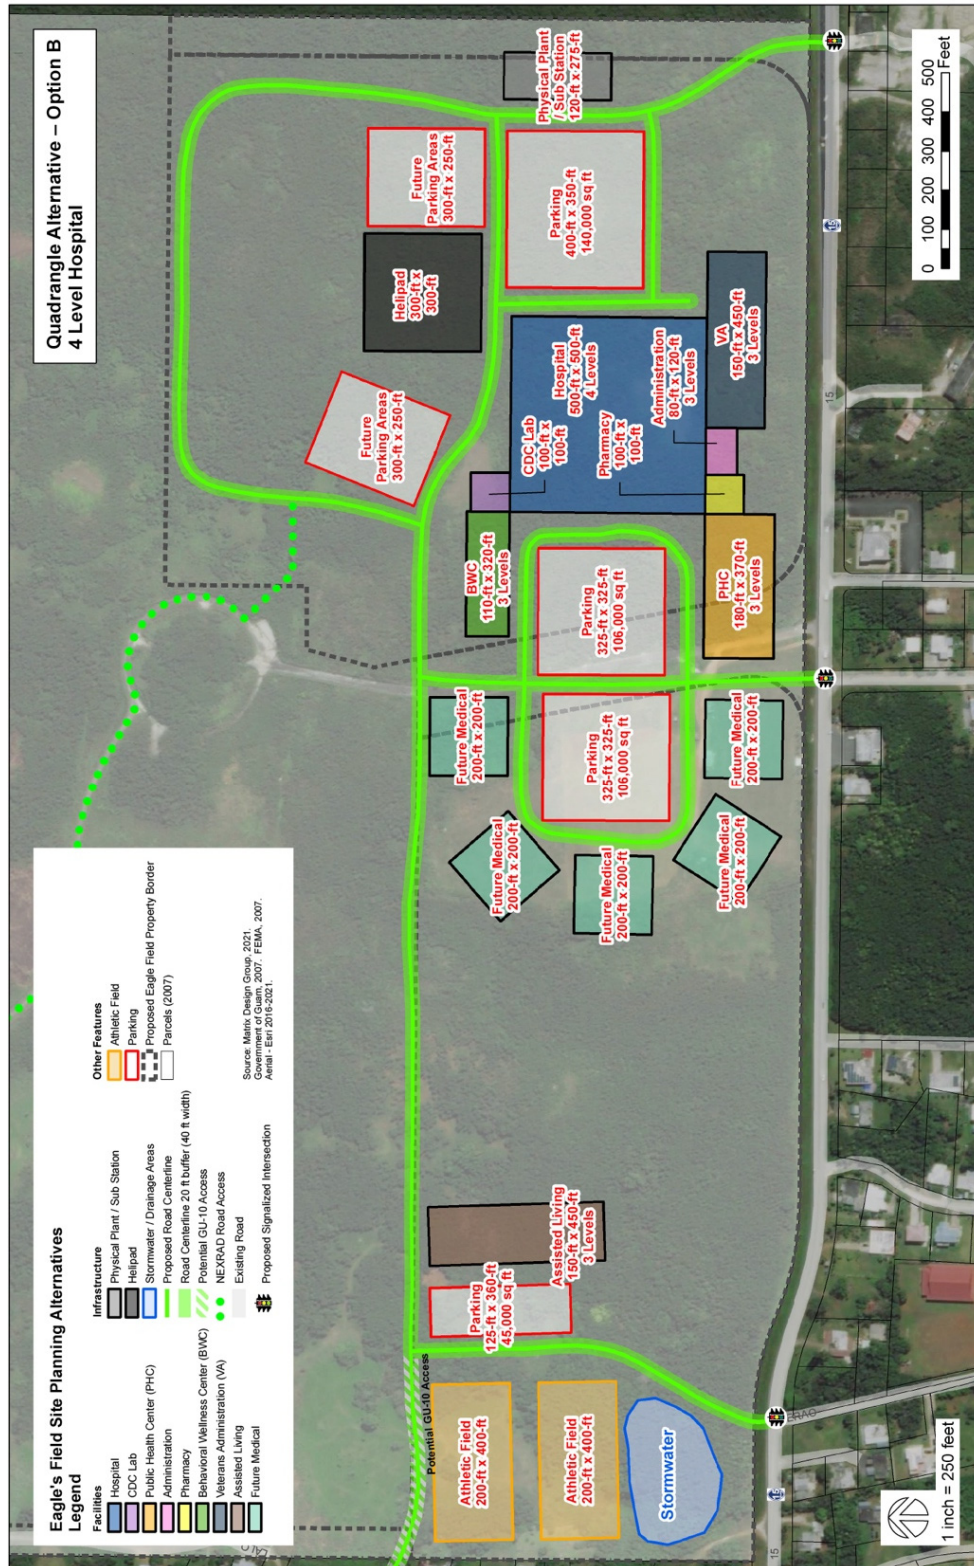 Quadrangle Alternative – Option B
4 Level Hospital
Physical Plant
/ Sub Station
120-ft x 275-ft
Future
Parking Areas
300-ft x 250-ft
Parking
400-ft x 350-ft
140,000 sq ft
Helipad
300-ft x
300-ft
Future
Parking Areas
300-ft x 250-ft
Hospital
500-ft x 500-ft
4 Levels
CDC Lab
100-ft x
100-ft
Pharmacy
100-ft x
100-ft
Administration
80-ft x 120-ft
3 Levels
VA
150-ft x 450-ft
3 Levels
BWC
110-ft x 320-ft
3 Levels
Parking
325-ft x 325-ft
106,000 sq ft
PHC
180-ft x 370-ft
3 Levels
Future Medical
200-ft x 200-ft
Parking
325-ft x 325-ft
106,000 sq ft
Future Medical
200-ft x 200-ft
Future Medical
200-ft x 200-ft
Future Medical
200-ft x 200-ft
Future Medical
200-ft x 200-ft
Assisted Living
150-ft x 450-ft
3 Levels
Parking
125-ft x 360-ft
45,000 sq ft
Potential GU-10 Access
Athletic Field
200-ft x 400-ft
Athletic Field
200-ft x 400-ft
Stormwater
15
15
0 100 200 300 400 500
Feet
1 inch = 250 feet
Eagle's Field Site Planning Alternatives
Legend
Facilities
Hospital
CDC Lab
Public Health Center (PHC)
Administration
Pharmacy
Behavioral Wellness Center (BWC)
Veterans Administration (VA)
Assisted Living
Future Medical
Infrastructure
Physical Plant / Sub Station
Helipad
Stormwater / Drainage Areas
Proposed Road Centerline
Road Centerline 20 ft buffer (40 ft width)
Potential GU-10 Access
NEXRAD Road Access
Existing Road
Proposed Signalized Intersection
Other Features
Athletic Field
Parking
Proposed Eagle Field Property Border
Parcels (2007)
Source: Matrix Design Group, 2021.
Government of Guam, 2007. FEMA, 2007.
Aerial - Esri 2016-2021.